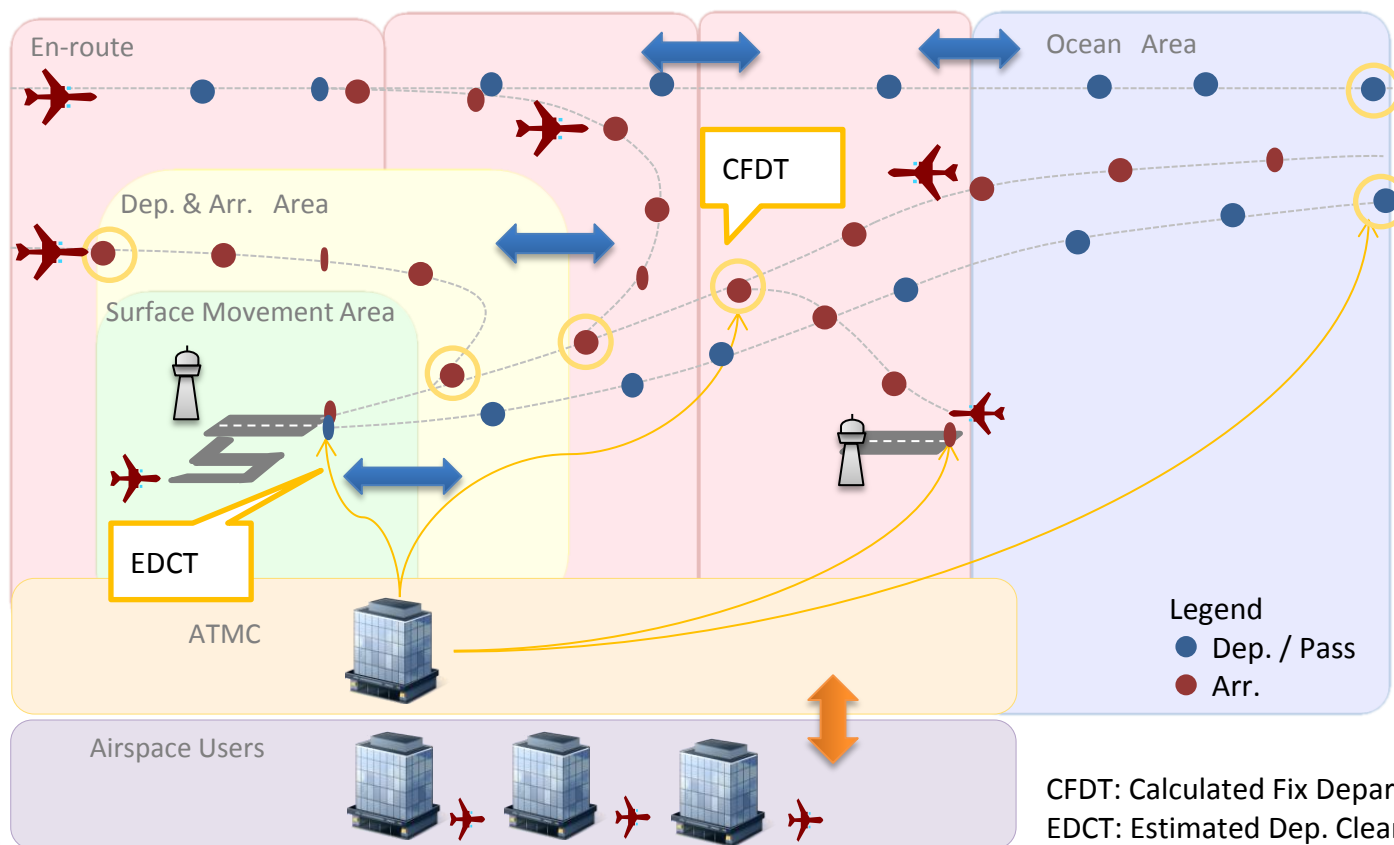 En-route
Ocean Area
CFDT
Dep. & Arr. Area
Surface Movement Area
EDCT
ATMC
Legend
Dep. / Pass
Arr.
Airspace Users
CFDT: Calculated Fix Depar
EDCT: Estimated Dep. Clear